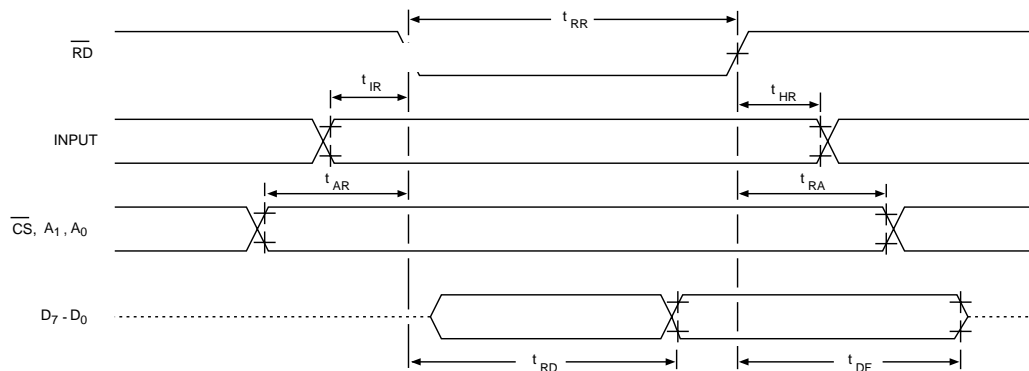 t RR
RD
t IR
t HR
INPUT
t AR
t RA
CS, A1, A0
D7 - D0
t RD
t DF